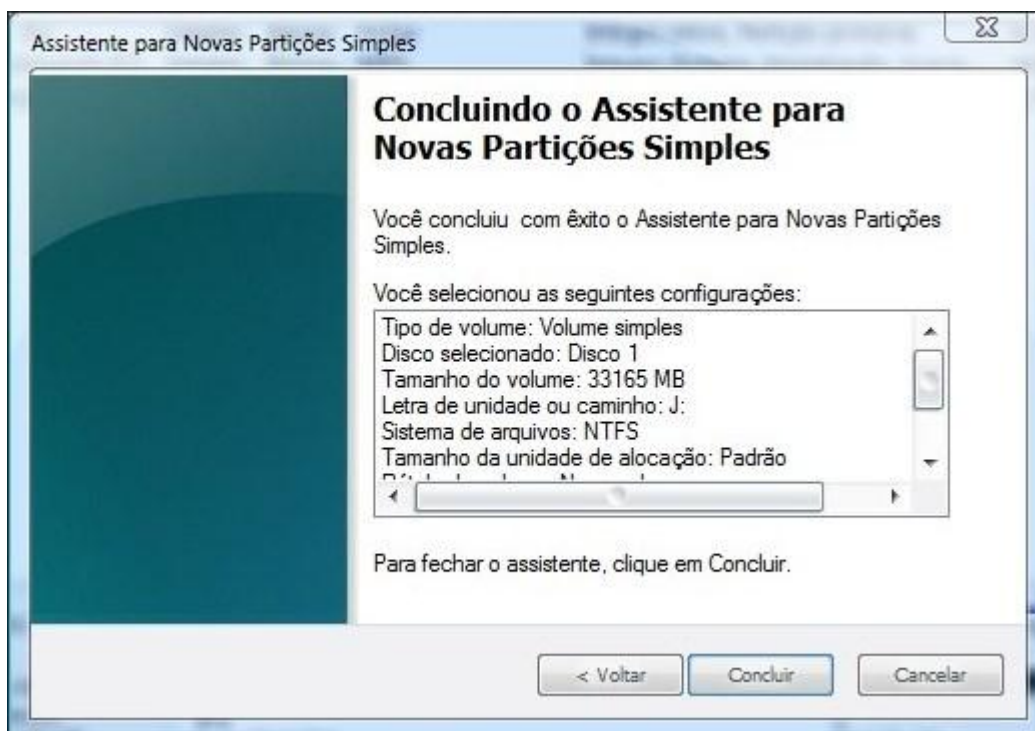 Assistente para Novas Partições Simples
Concluindo o Assistente para
Novas Partições Simples
Você concluiu com êxito o Assistente para Novas Partições
Simples.
Você selecionou as seguintes configurações:
Tipo de volume: Volume simples
Disco selecionado: Disco 1
Tamanho do volume: 33165 MB
Letra de unidade ou caminho: J:
Sistema de arquivos: NTFS
Tamanho da unidade de alocação: Padrão
Para fechar o assistente, clique em Concluir.
< Voltar
Concluir
Cancelar